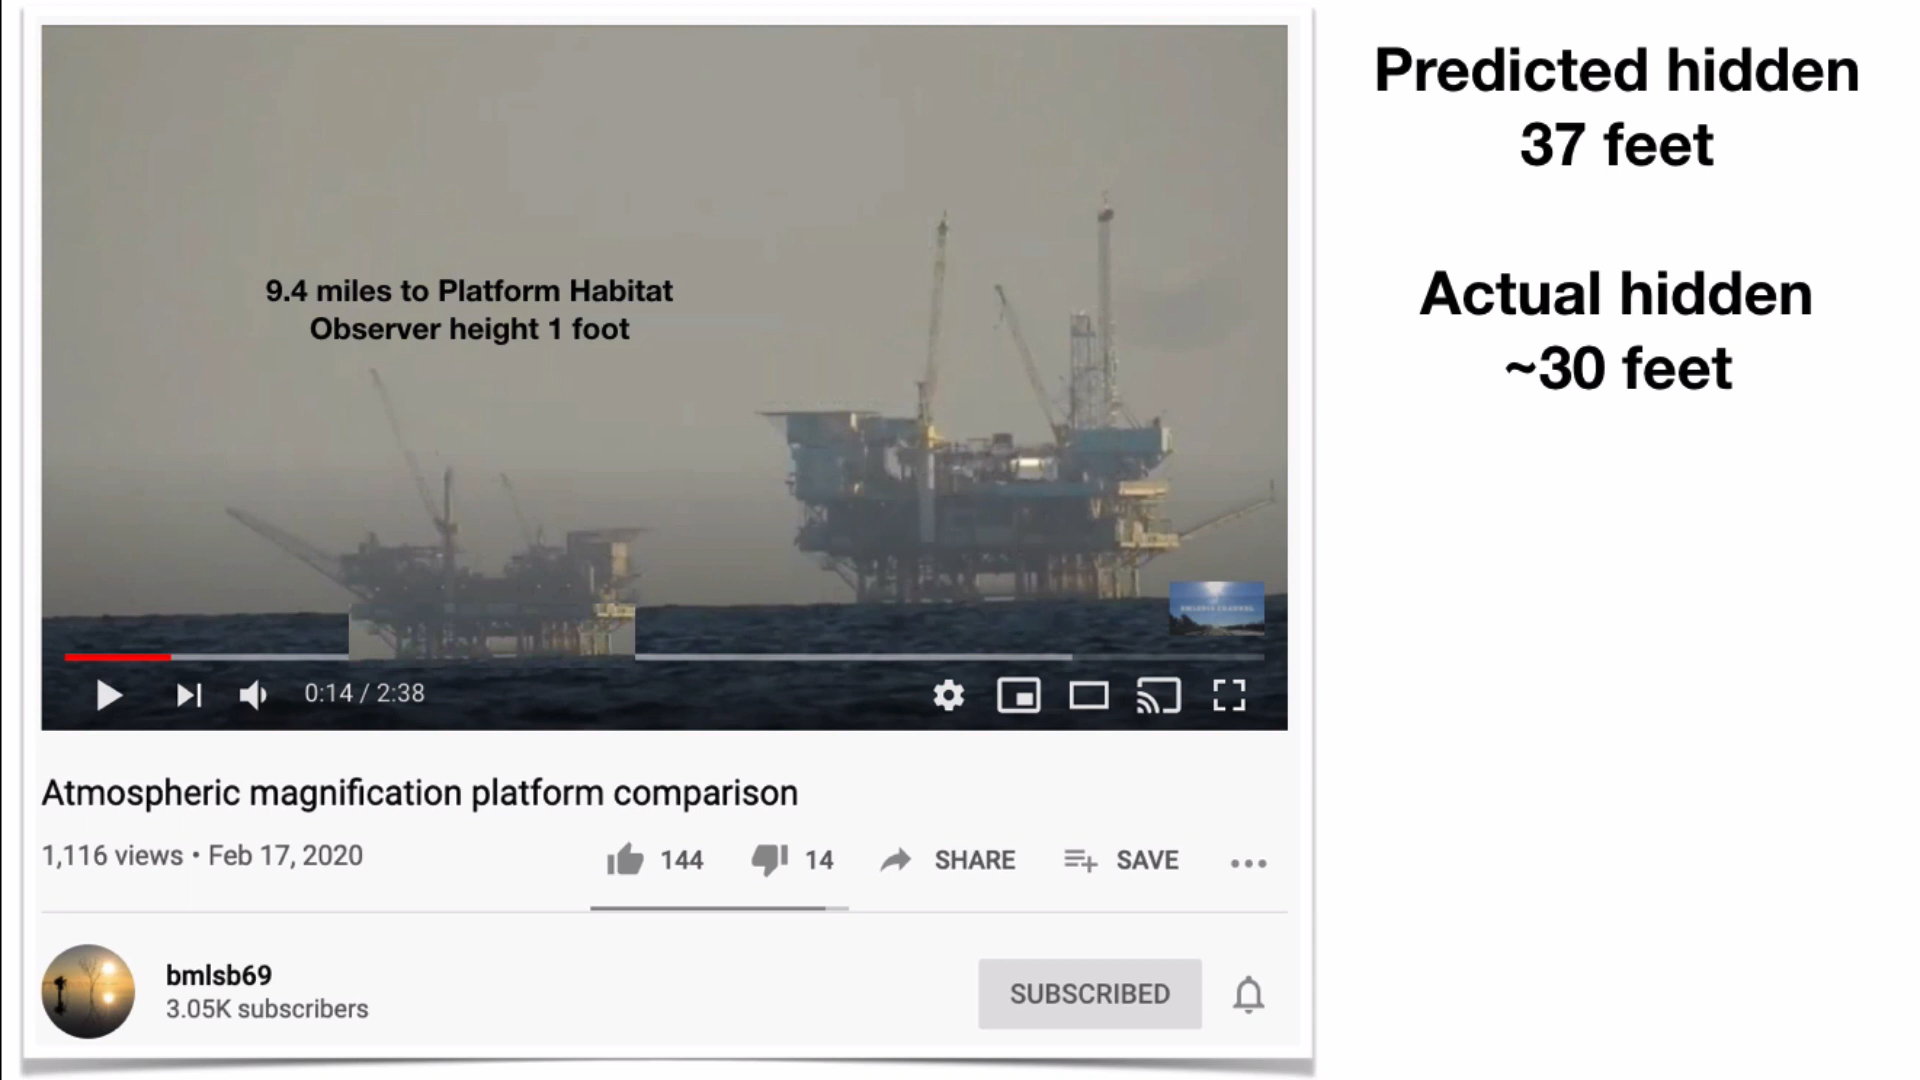 Predicted hidden
37 feet
Actual hidden
~30 feet
9.4 miles to Platform Habitat
Observer height 1 foot
0:14 / 2:38
Atmospheric magnification platform comparison
1,116 views • Feb 17, 2020
144
14
SHARE
SAVE
bmlsb69
3.05K subscribers
SUBSCRIBED